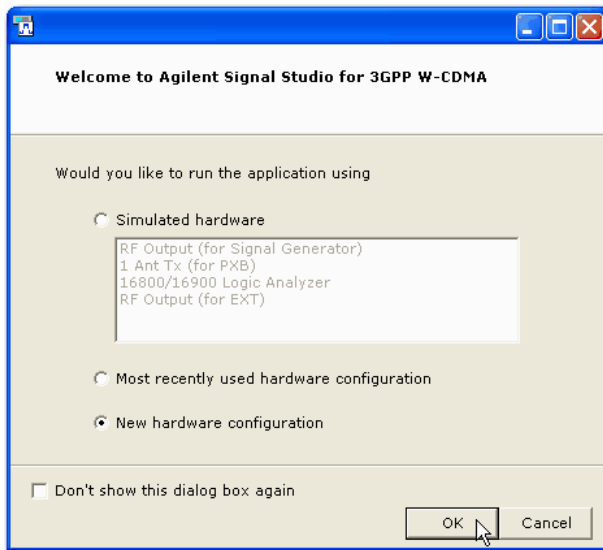 Welcome to Agilent Signal Studio for 3GPP W-CDMA
Would you like to run the application using
Simulated hardware
RF Output (for Signal Generator)
1 Ant Tx (for PXB)
16800/16900 Logic Analyzer
RF Output (for EXT)
Most recently used hardware configuration
New hardware configuration
Don't show this dialog box again
OK Cancel